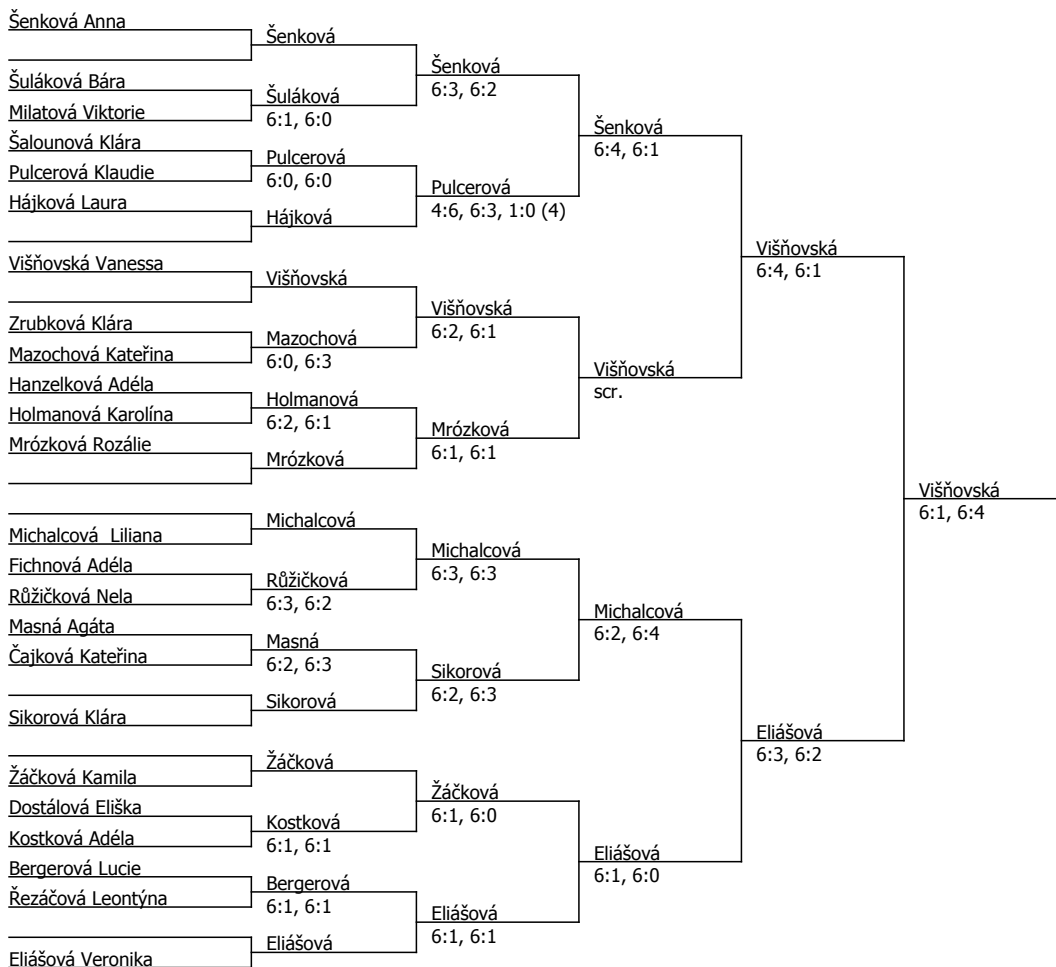 Šenková Anna
Šuláková Bára
Milatová Viktorie
Šalounová Klára
Pulcerová Klaudie
Hájková Laura
Višňovská Vanessa
Zrubková Klára
Mazochová Kateřina
Hanzelková Adéla
Holmanová Karolína
Mrózková Rozálie
Michalcová  Liliana
Fichnová Adéla
Růžičková Nela
Masná Agáta
Čajková Kateřina
Sikorová Klára
Žáčková Kamila
Dostálová Eliška
Kostková Adéla
Bergerová Lucie
Řezáčová Leontýna
Eliášová Veronika
Šenková
Šuláková
6:1, 6:0
Pulcerová
6:0, 6:0
Hájková
Višňovská
Mazochová
6:0, 6:3
Holmanová
6:2, 6:1
Mrózková
Michalcová
Růžičková
6:3, 6:2
Masná
6:2, 6:3
Sikorová
Žáčková
Kostková
6:1, 6:1
Bergerová
6:1, 6:1
Eliášová
Šenková
6:3, 6:2
Pulcerová
4:6, 6:3, 1:0 (4)
Višňovská
6:2, 6:1
Mrózková
6:1, 6:1
Michalcová
6:3, 6:3
Sikorová
6:2, 6:3
Žáčková
6:1, 6:0
Eliášová
6:1, 6:1
Šenková
6:4, 6:1
Višňovská
scr.
Michalcová
6:2, 6:4
Eliášová
6:1, 6:0
Višňovská
6:4, 6:1
Eliášová
6:3, 6:2
Višňovská
6:1, 6:4